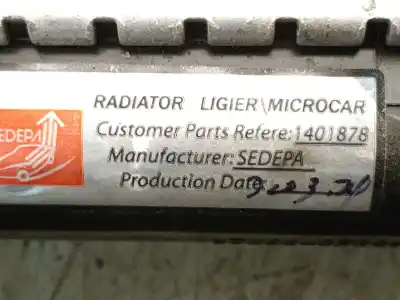 SEDEPA
RADIATOR LIGIER\MICROCAR
Customer Parts Refere:1401878
Manufacturer:SEDEPA
Production Date